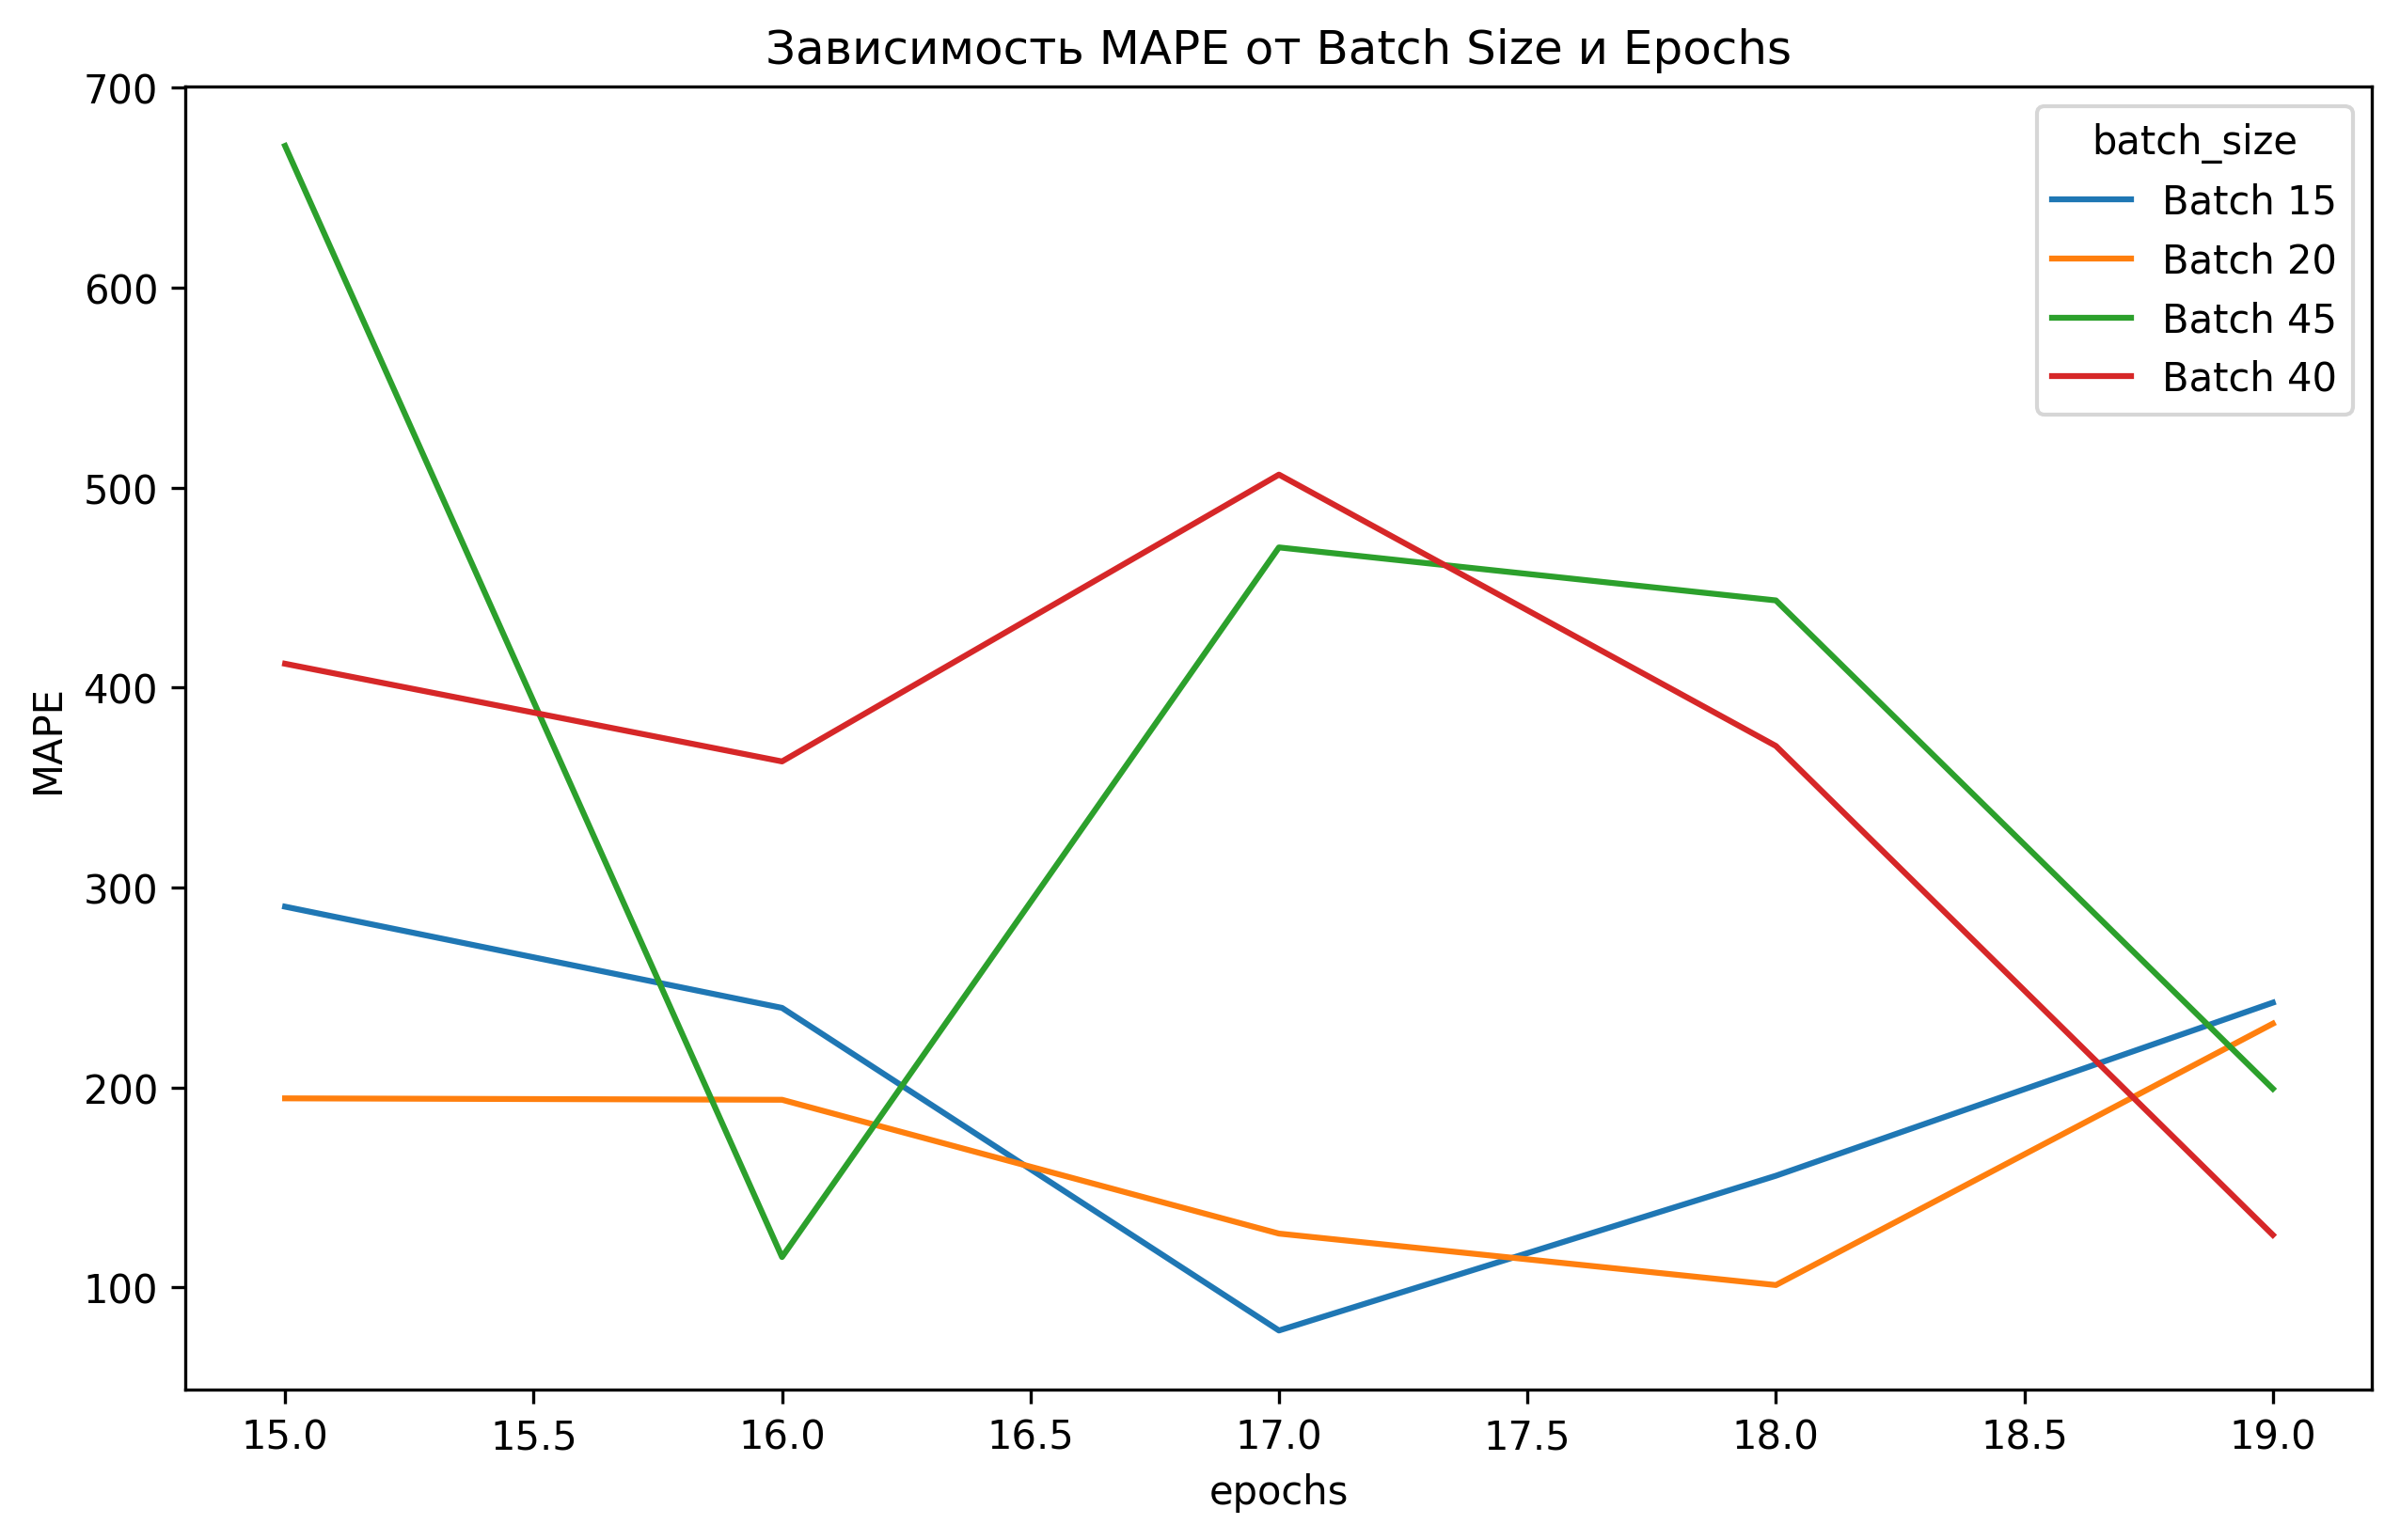 Зависимость MAPE от Batch Size и Epochs
700
600
500
400
300
200
100
MAPE
batch_size
Batch 15
Batch 20
Batch 45
Batch 40
15.0 15.5 16.0 16.5 17.0 17.5 18.0 18.5 19.0
epochs